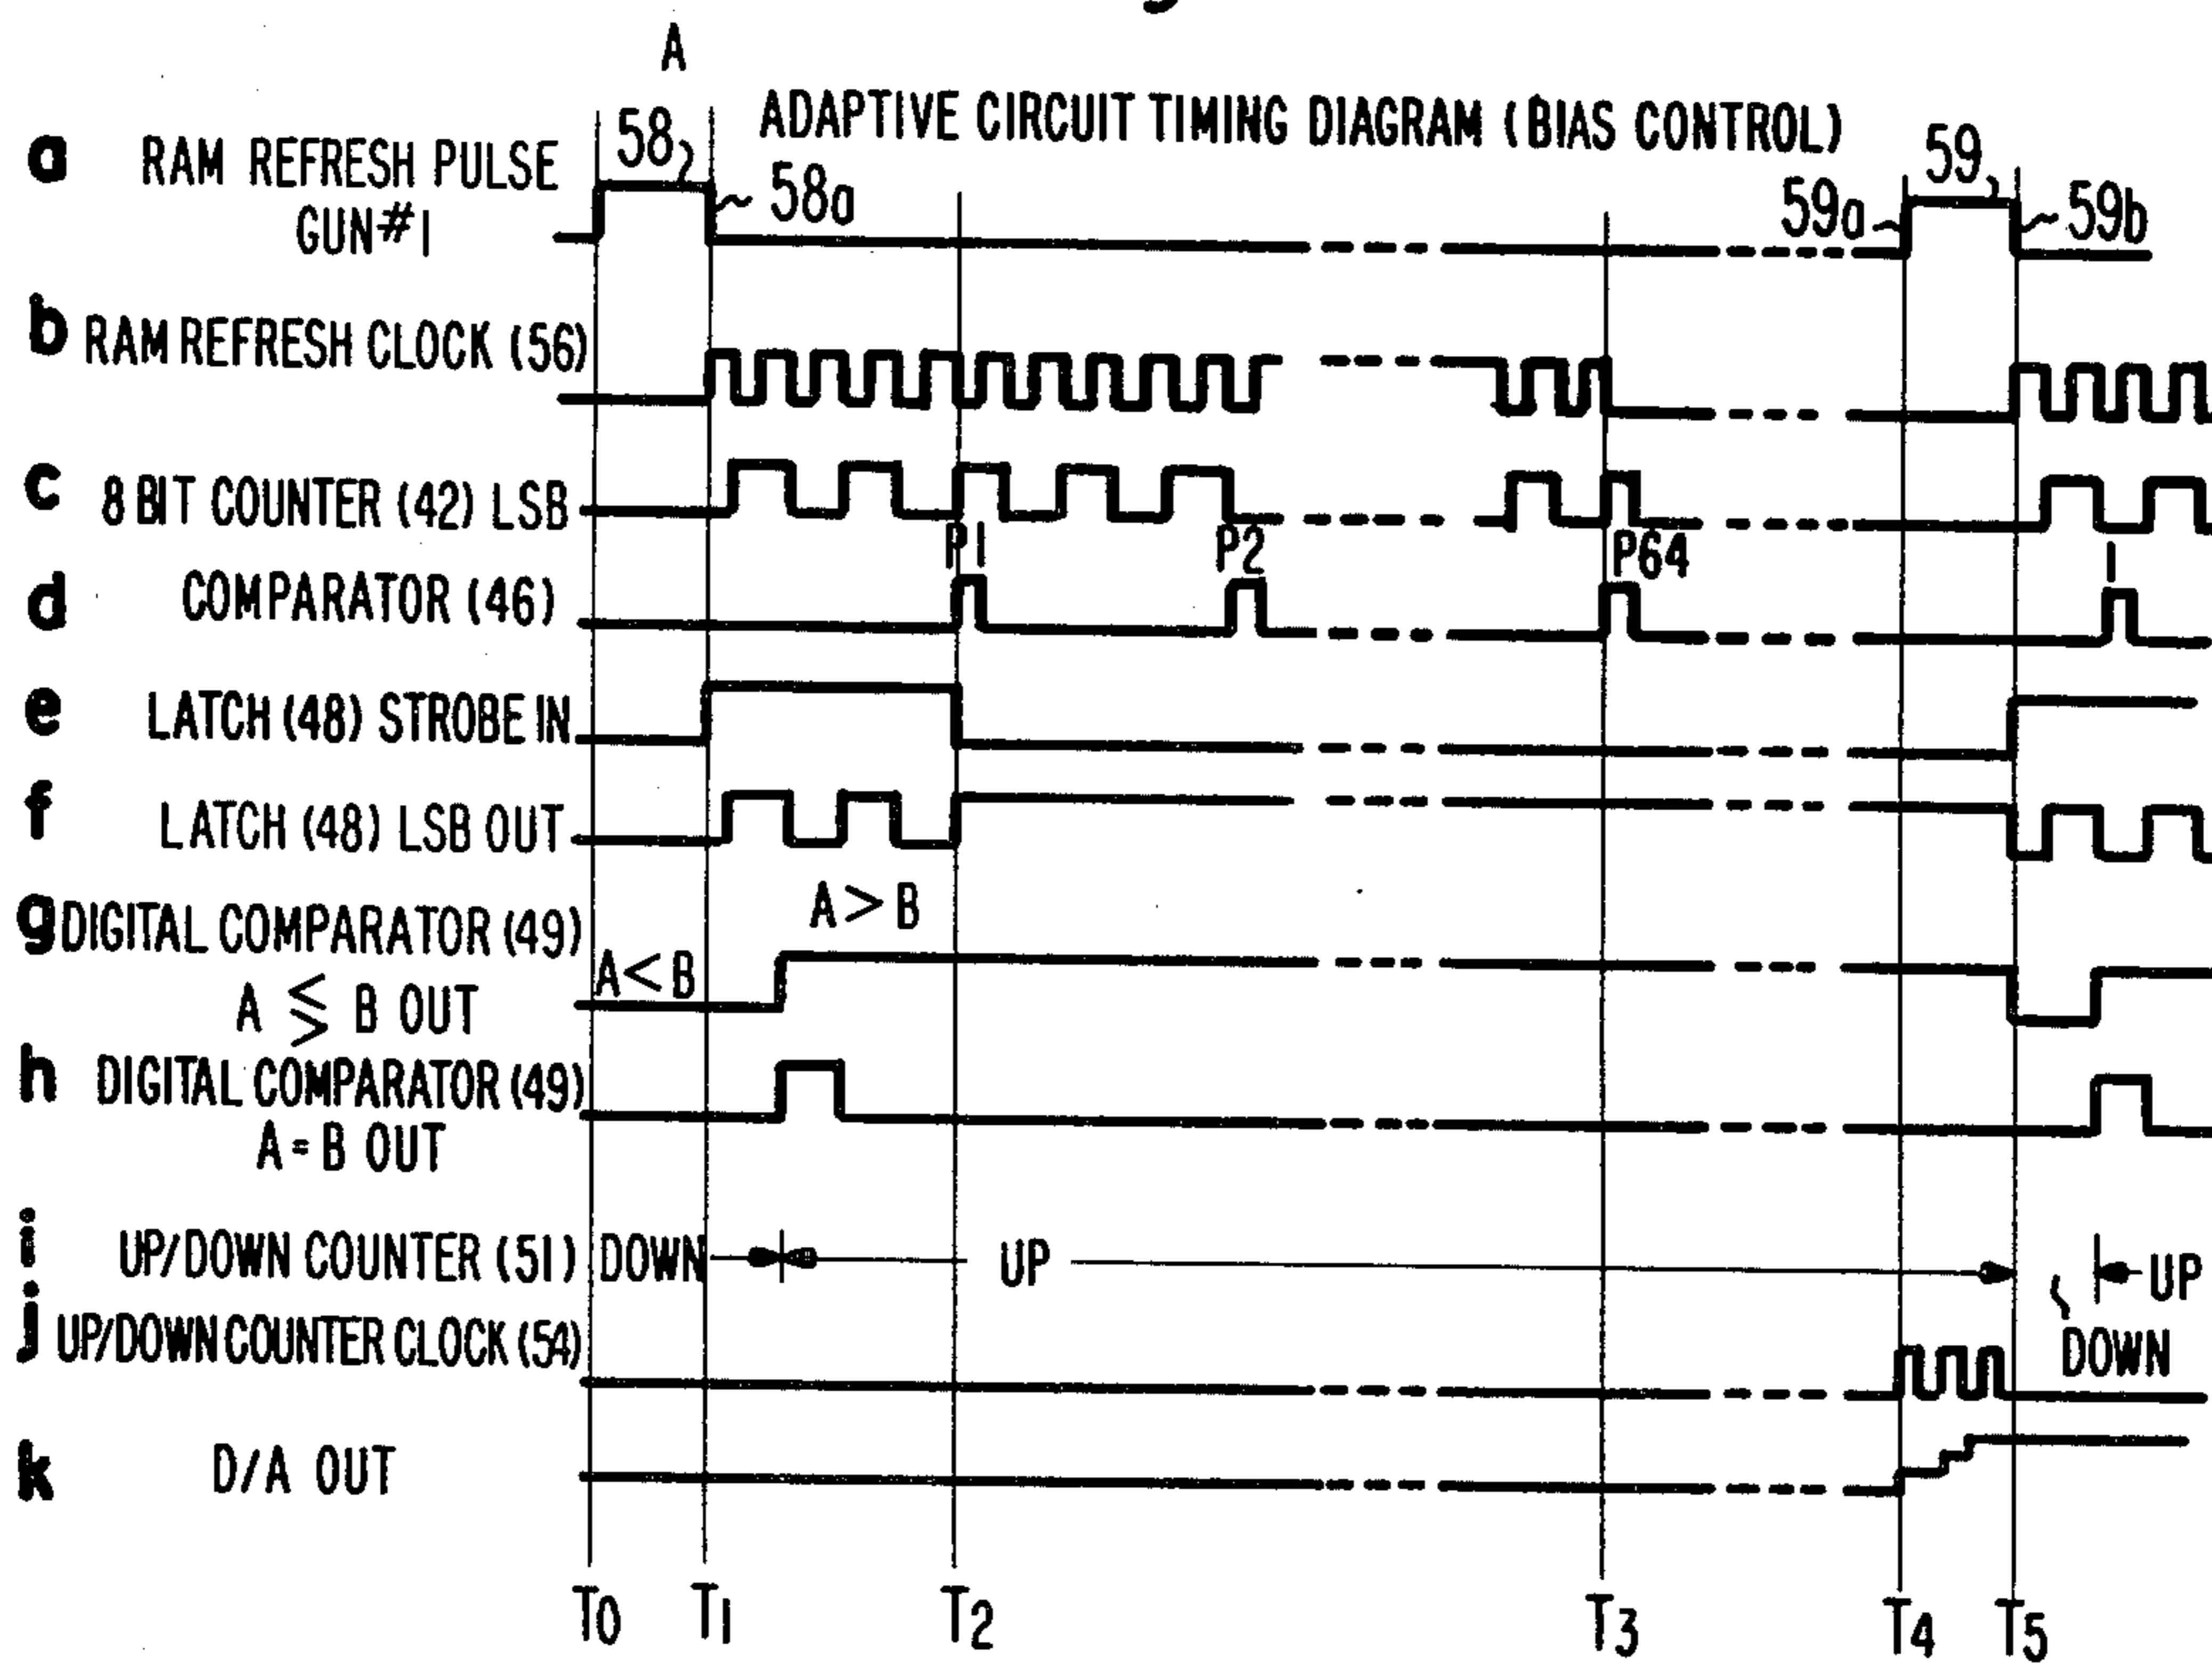 A
ADAPTIVE CIRCUIT TIMING DIAGRAM (BIAS CONTROL)
a RAM REFRESH PULSE
GUN#1
58
58a
59a
59
59b
b RAM REFRESH CLOCK (56)
c 8 BIT COUNTER (42) LSB
P1
P2
P64
1
d COMPARATOR (46)
e LATCH (48) STROBE IN
f LATCH (48) LSB OUT
g DIGITAL COMPARATOR (49)
A ≶ B OUT
A<B
A>B
h DIGITAL COMPARATOR (49)
A=B OUT
i UP/DOWN COUNTER (51) DOWN
UP
UP
DOWN
j UP/DOWN COUNTER CLOCK (54)
k D/A OUT
T0 T1 T2 T3 T4 T5